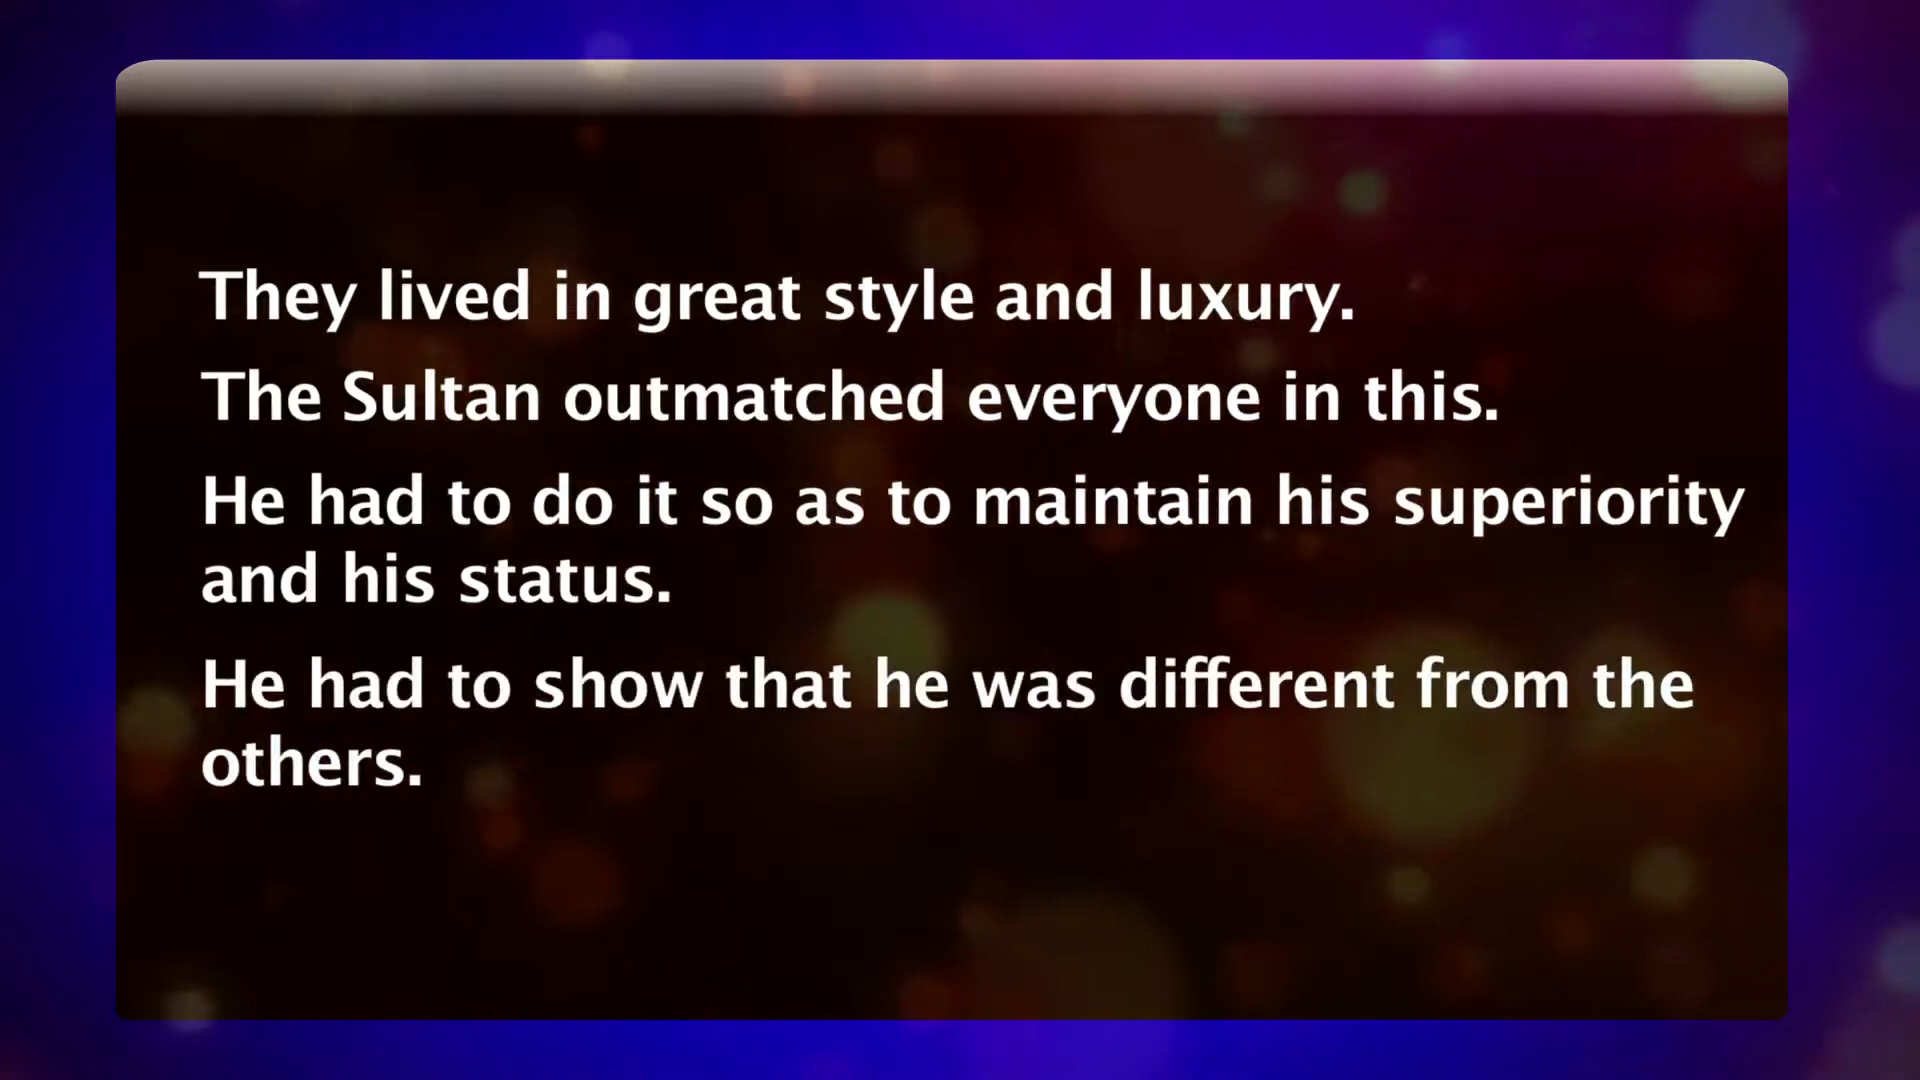 They lived in great style and luxury.
The Sultan outmatched everyone in this.
He had to do it so as to maintain his superiority
and his status.
He had to show that he was different from the
others.